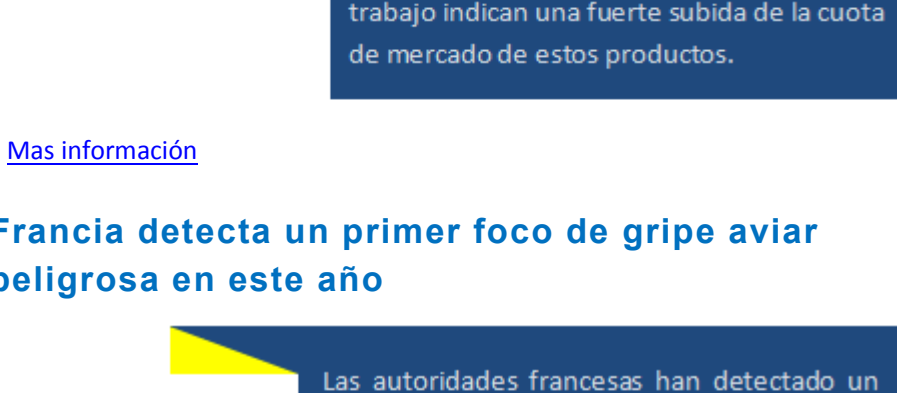 trabajo indican una fuerte subida de la cuota
de mercado de estos productos.
Mas información
Francia detecta un primer foco de gripe aviar
peligrosa en este año
Las autoridades francesas han detectado un